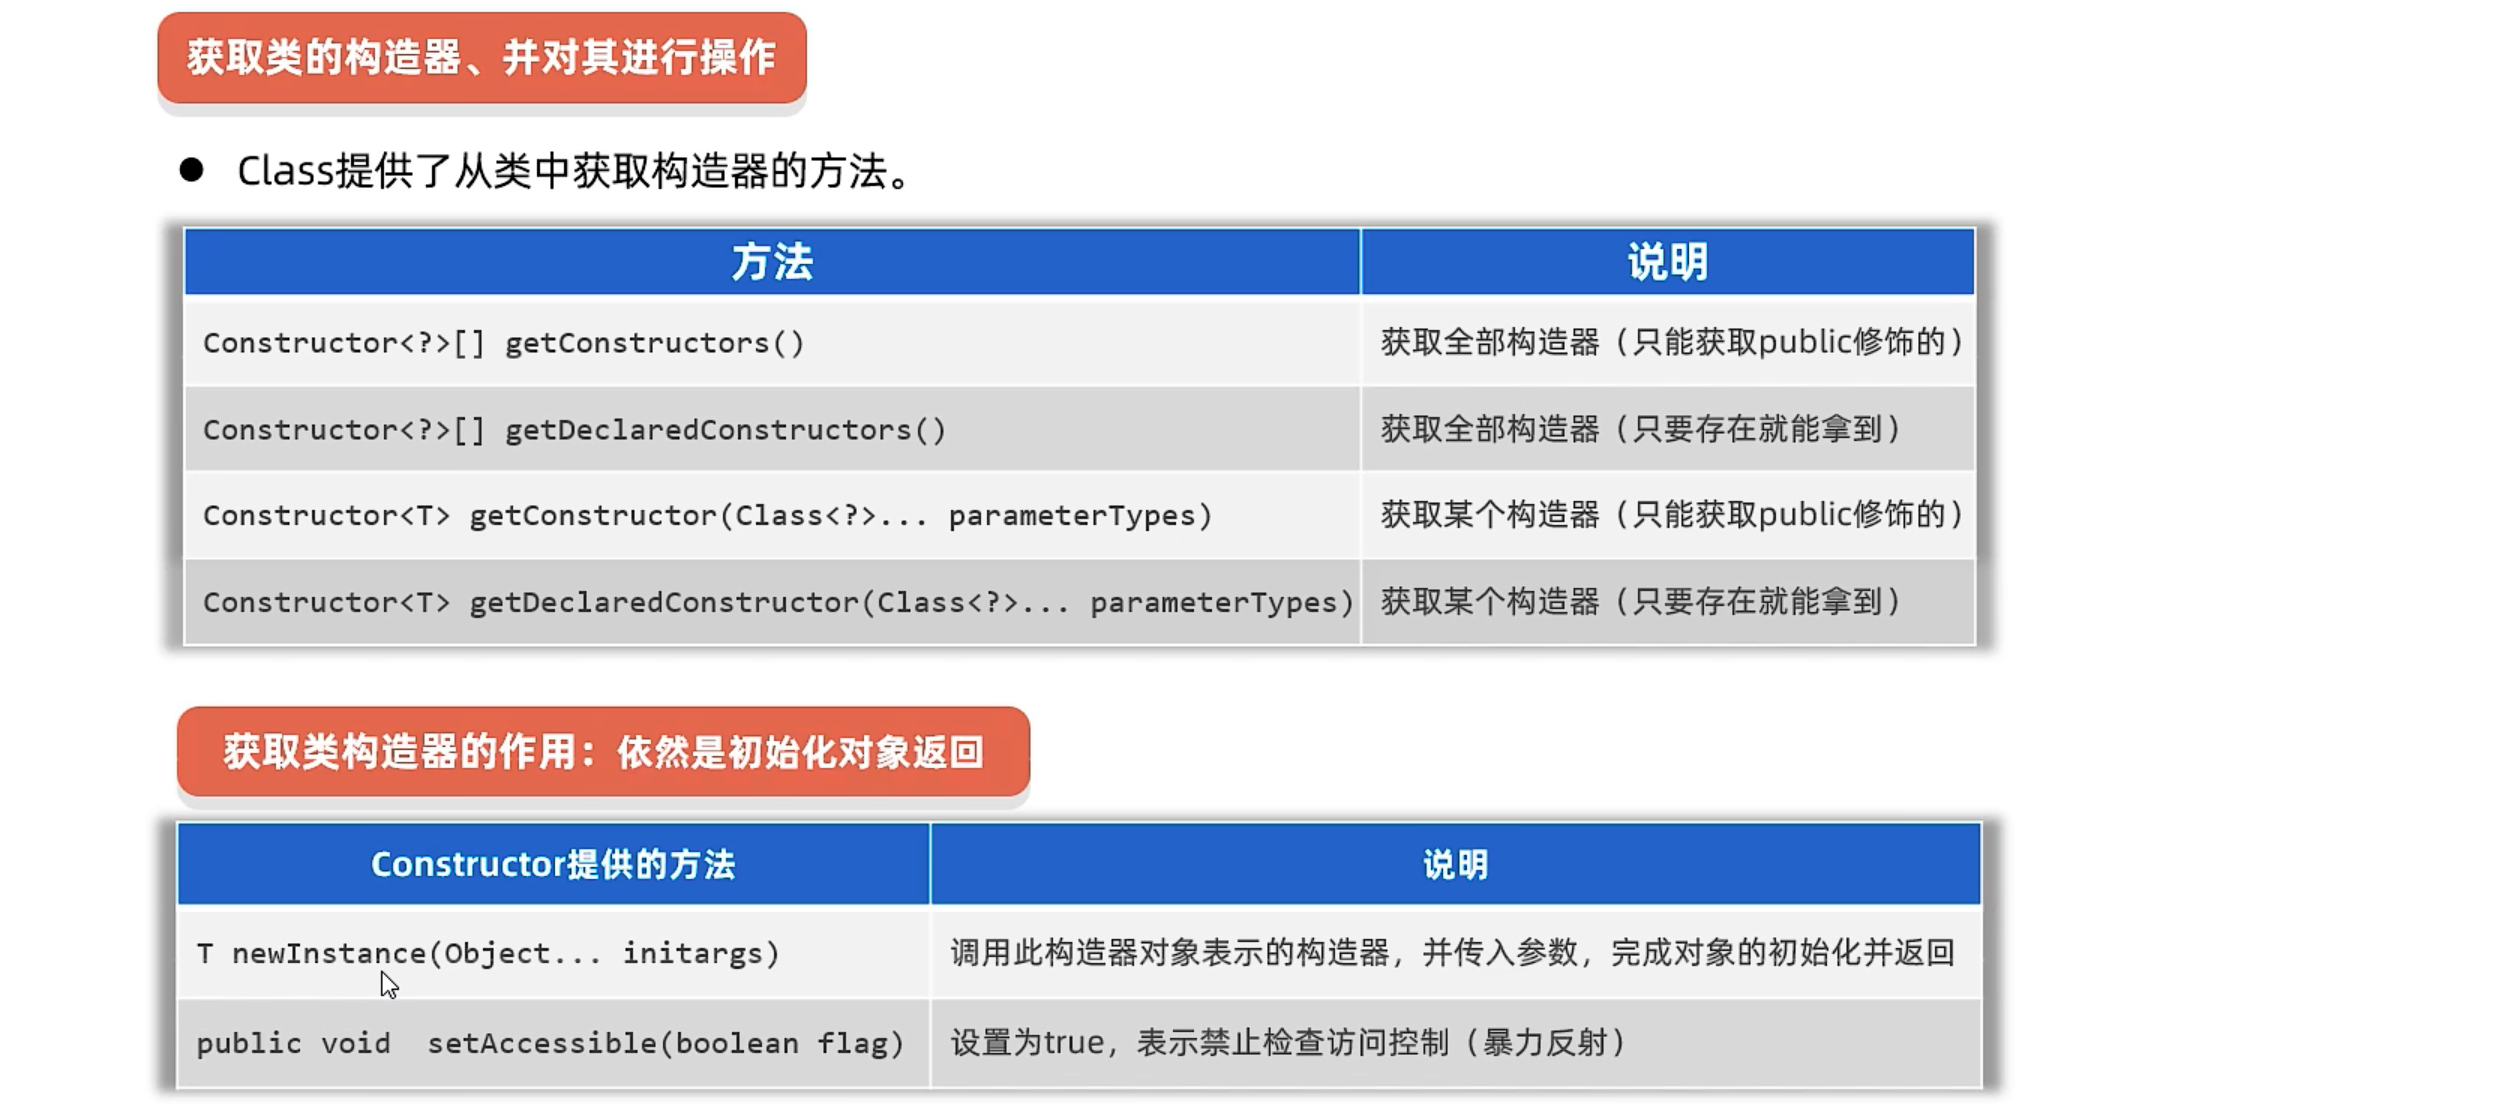 获取类的构造器、并对其进行操作
Class提供了从类中获取构造器的方法。
方法 说明
Constructor<?>[] getConstructors() 获取全部构造器（只能获取public修饰的）
Constructor<?>[] getDeclaredConstructors() 获取全部构造器（只要存在就能拿到）
Constructor<T> getConstructor(Class<?>... parameterTypes) 获取某个构造器（只能获取public修饰的）
Constructor<T> getDeclaredConstructor(Class<?>... parameterTypes) 获取某个构造器（只要存在就能拿到）
获取类构造器的作用：依然是初始化对象返回
Constructor提供的方法 说明
T newInstance(Object... initargs) 调用此构造器对象表示的构造器，并传入参数，完成对象的初始化并返回
public void setAccessible(boolean flag) 设置为true，表示禁止检查访问控制（暴力反射）